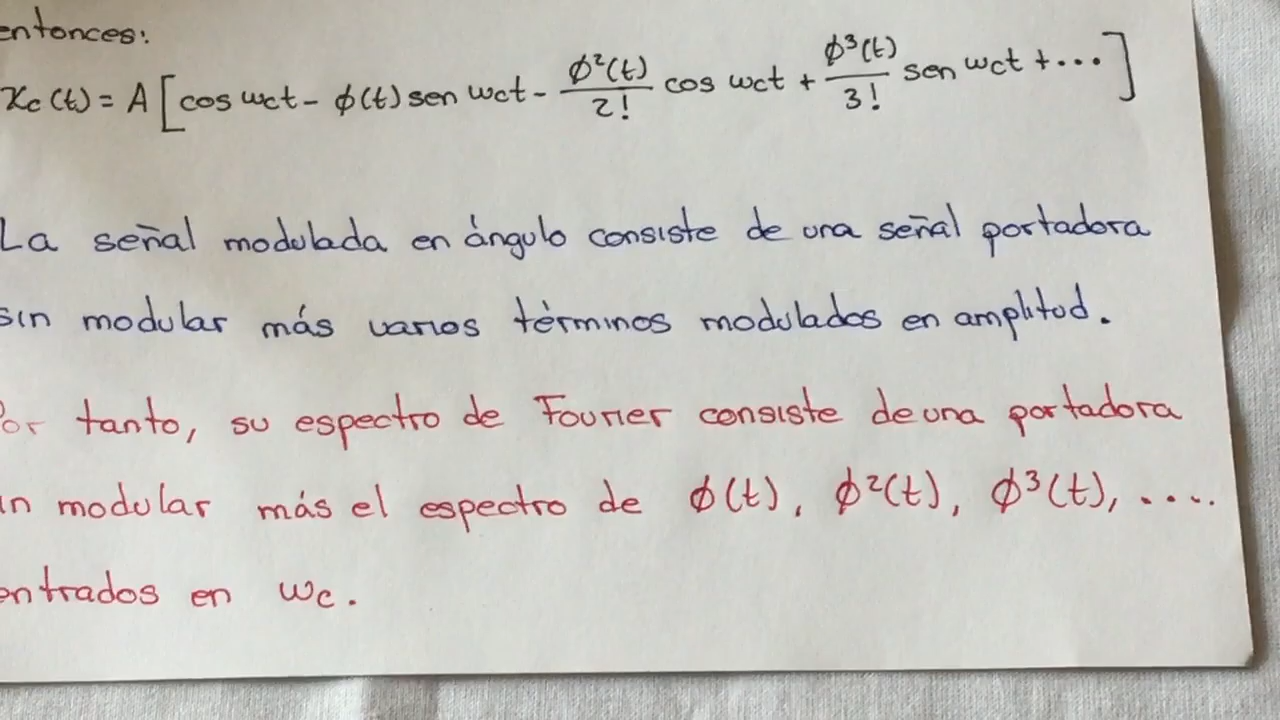 entonces:
xc(t) = A [cos wct - ϕ(t) sen wct - ϕ²(t)/2! cos wct + ϕ³(t)/3! sen wct + ...]
La señal modulada en ángulo consiste de una señal portadora
sin modular más varios términos modulados en amplitud.
Por tanto, su espectro de Fourier consiste de una portadora
in modular más el espectro de ϕ(t), ϕ²(t), ϕ³(t), ....
entrados en wc.